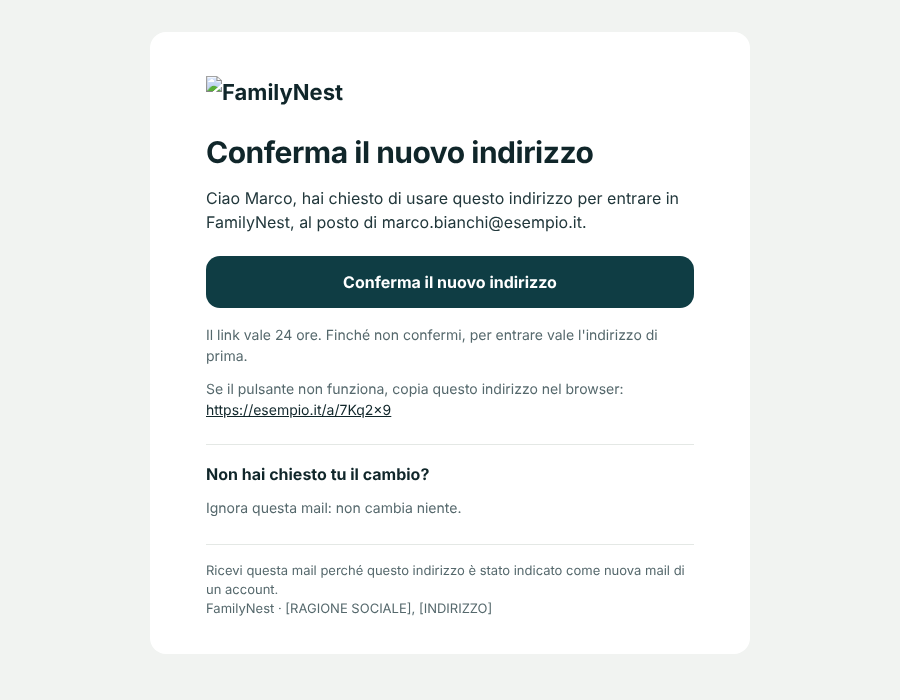 FamilyNest
Conferma il nuovo indirizzo
Ciao Marco, hai chiesto di usare questo indirizzo per entrare in
FamilyNest, al posto di marco.bianchi@esempio.it.
Conferma il nuovo indirizzo
Il link vale 24 ore. Finché non confermi, per entrare vale l'indirizzo di
prima.
Se il pulsante non funziona, copia questo indirizzo nel browser:
https://esempio.it/a/7Kq2×9
Non hai chiesto tu il cambio?
Ignora questa mail: non cambia niente.
Ricevi questa mail perché questo indirizzo è stato indicato come nuova mail di
un account.
FamilyNest · [RAGIONE SOCIALE], [INDIRIZZO]